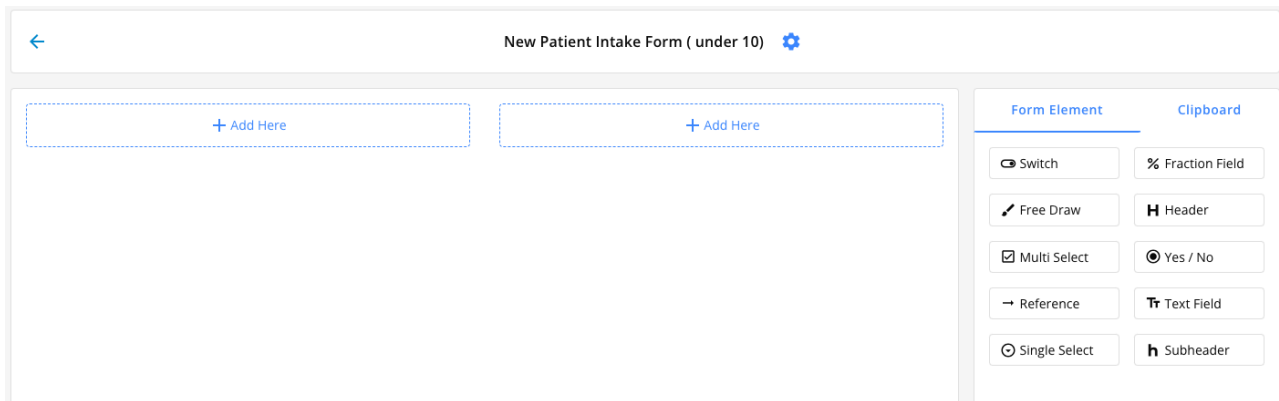 New Patient Intake Form ( under 10)
Add Here
Add Here
Form Element
Clipboard
Switch
Fraction Field
Free Draw
Header
Multi Select
Yes / No
Reference
Text Field
Single Select
Subheader